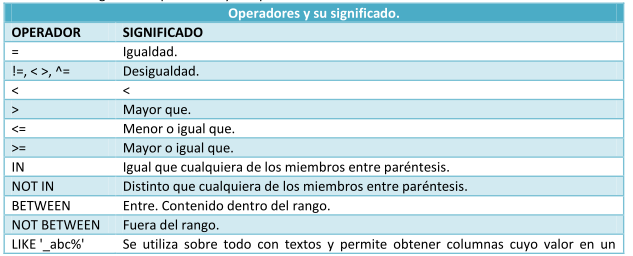 Operadores y su significado.
OPERADOR SIGNIFICADO
= Igualdad.
!=, < >, ^= Desigualdad.
< <
> Mayor que.
<= Menor o igual que.
>= Mayor o igual que.
IN Igual que cualquiera de los miembros entre paréntesis.
NOT IN Distinto que cualquiera de los miembros entre paréntesis.
BETWEEN Entre. Contenido dentro del rango.
NOT BETWEEN Fuera del rango.
LIKE '_abc%' Se utiliza sobre todo con textos y permite obtener columnas cuyo valor en un